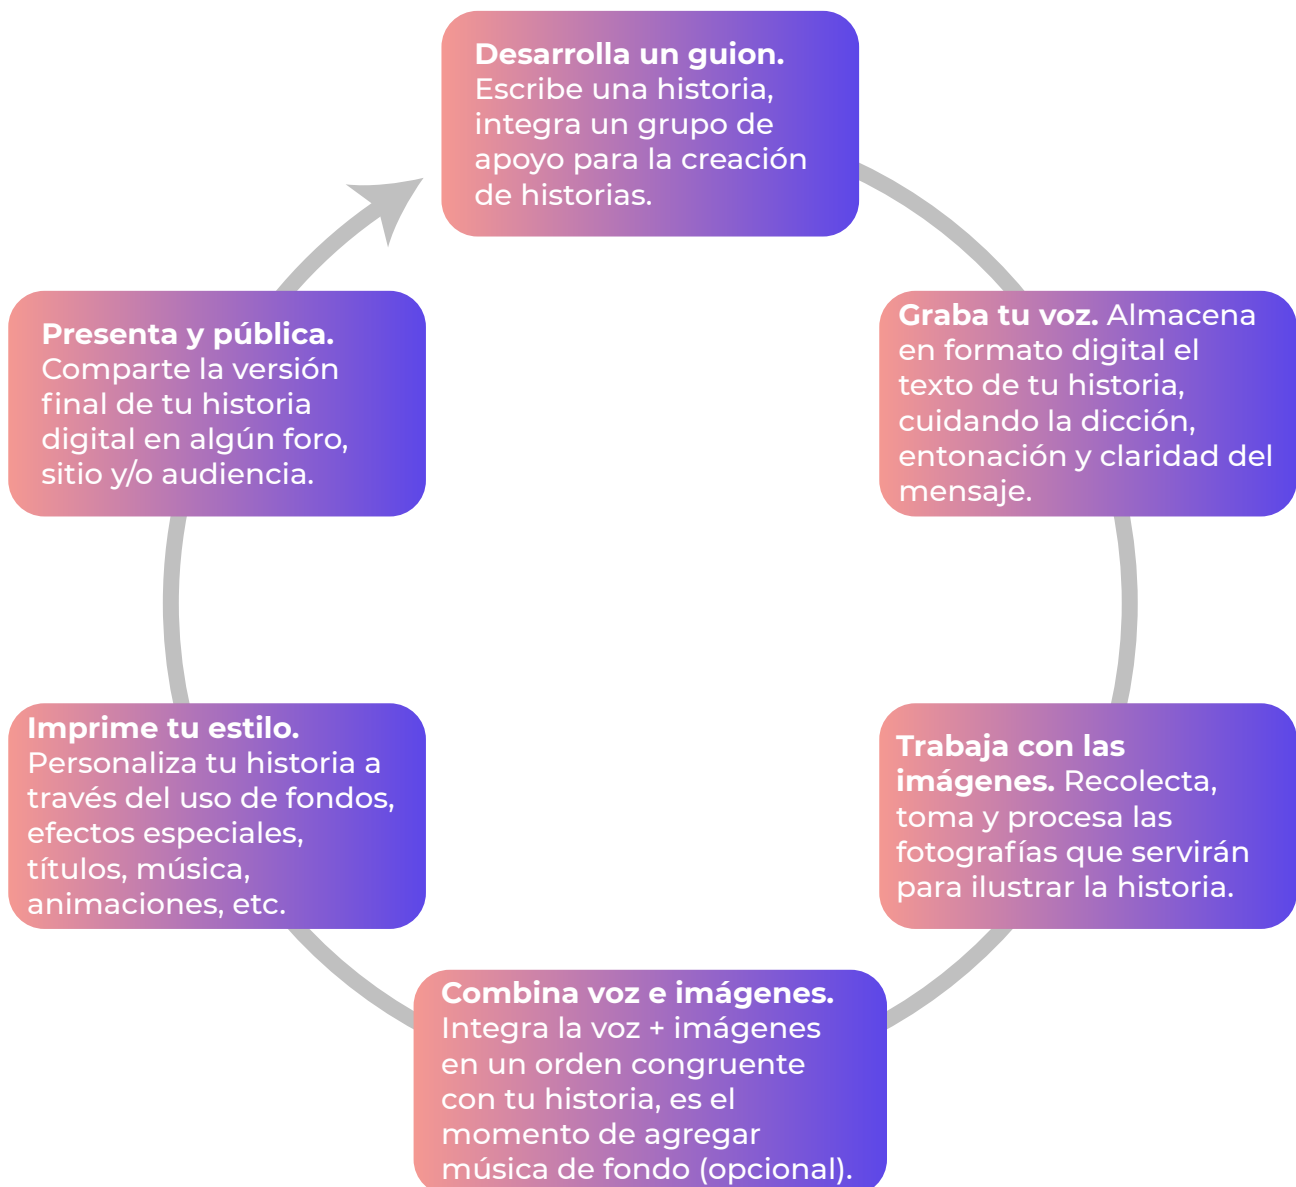 Desarrolla un guion.
Escribe una historia,
integra un grupo de
apoyo para la creación
de historias.
Graba tu voz. Almacena
en formato digital el
texto de tu historia,
cuidando la dicción,
entonación y claridad del
mensaje.
Trabaja con las
imágenes. Recolecta,
toma y procesa las
fotografías que servirán
para ilustrar la historia.
Combina voz e imágenes.
Integra la voz + imágenes
en un orden congruente
con tu historia, es el
momento de agregar
música de fondo (opcional).
Imprime tu estilo.
Personaliza tu historia a
través del uso de fondos,
efectos especiales,
títulos, música,
animaciones, etc.
Presenta y pública.
Comparte la versión
final de tu historia
digital en algún foro,
sitio y/o audiencia.